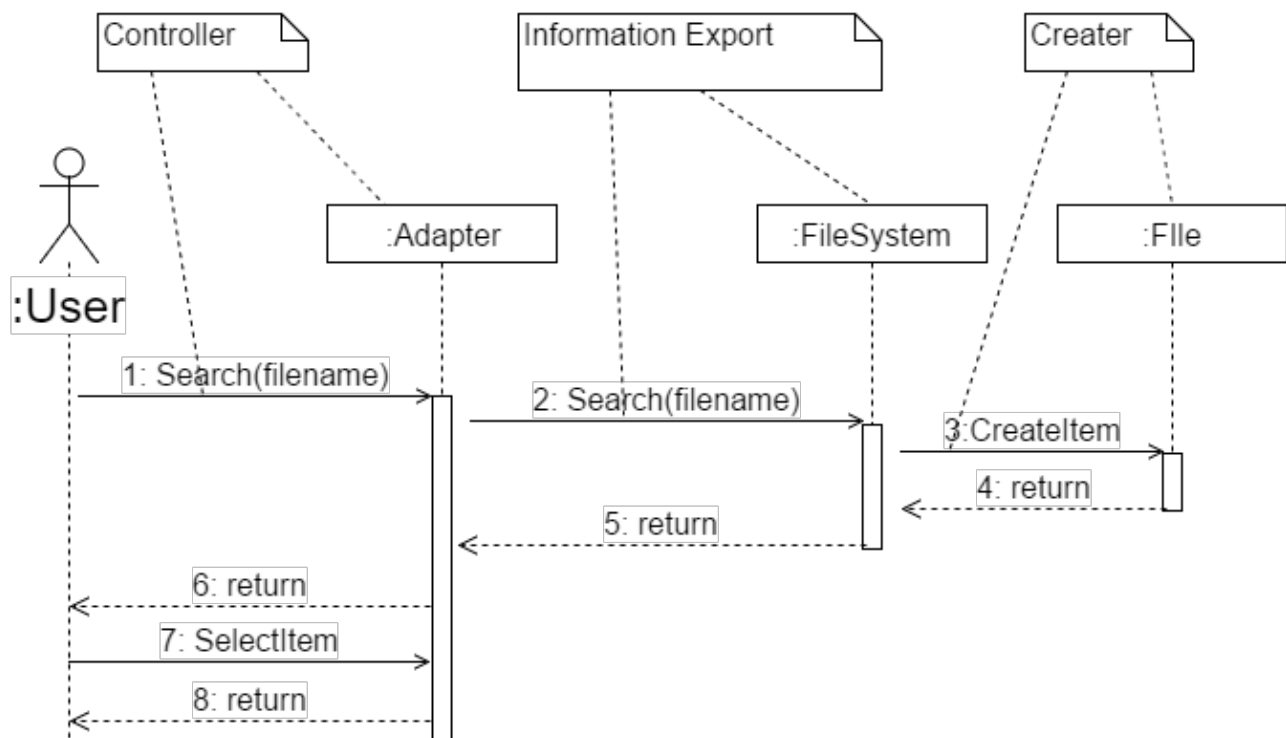 Controller
Information Export
Creater
:Adapter
:FileSystem
:FIle
:User
1: Search(filename)
2: Search(filename)
3:CreateItem
4: return
5: return
6: return
7: SelectItem
8: return